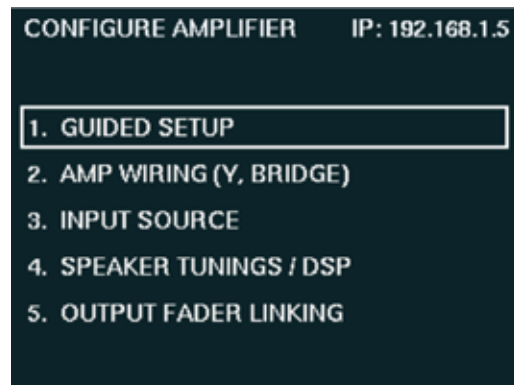 CONFIGURE AMPLIFIER IP: 192.168.1.5
1. GUIDED SETUP
2. AMP WIRING (Y, BRIDGE)
3. INPUT SOURCE
4. SPEAKER TUNINGS / DSP
5. OUTPUT FADER LINKING